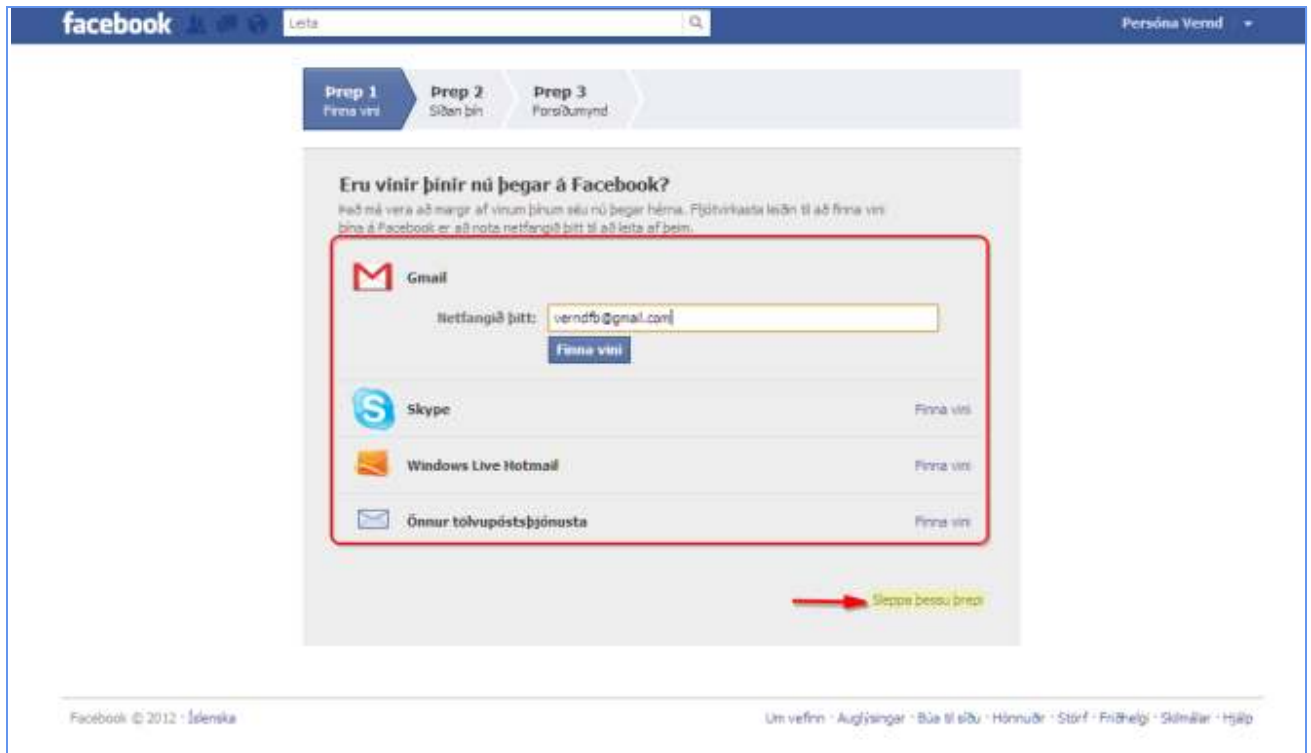 facebook
Leita
Persóna Vernd
Þrep 1
Finna vini
Þrep 2
Síðan þín
Þrep 3
Forsíðumynd
Eru vinir þínir nú þegar á Facebook?
Það má vera að margir af vinum þínum séu nú þegar hérna. Fljótvirkasta leiðin til að finna vini
þína á Facebook er að nota netfangið þitt til að leita af þeim.
Gmail
Netfangið þitt: verndfb@gmail.com
Finna vini
Skype Finna vini
Windows Live Hotmail Finna vini
Önnur tölvupóstsþjónusta Finna vini
Sleppa þessu þrepi
Facebook © 2012 · Íslenska
Um vefinn · Auglýsingar · Búa til síðu · Hönnuðir · Störf · Friðhelgi · Skilmálar · Hjálp